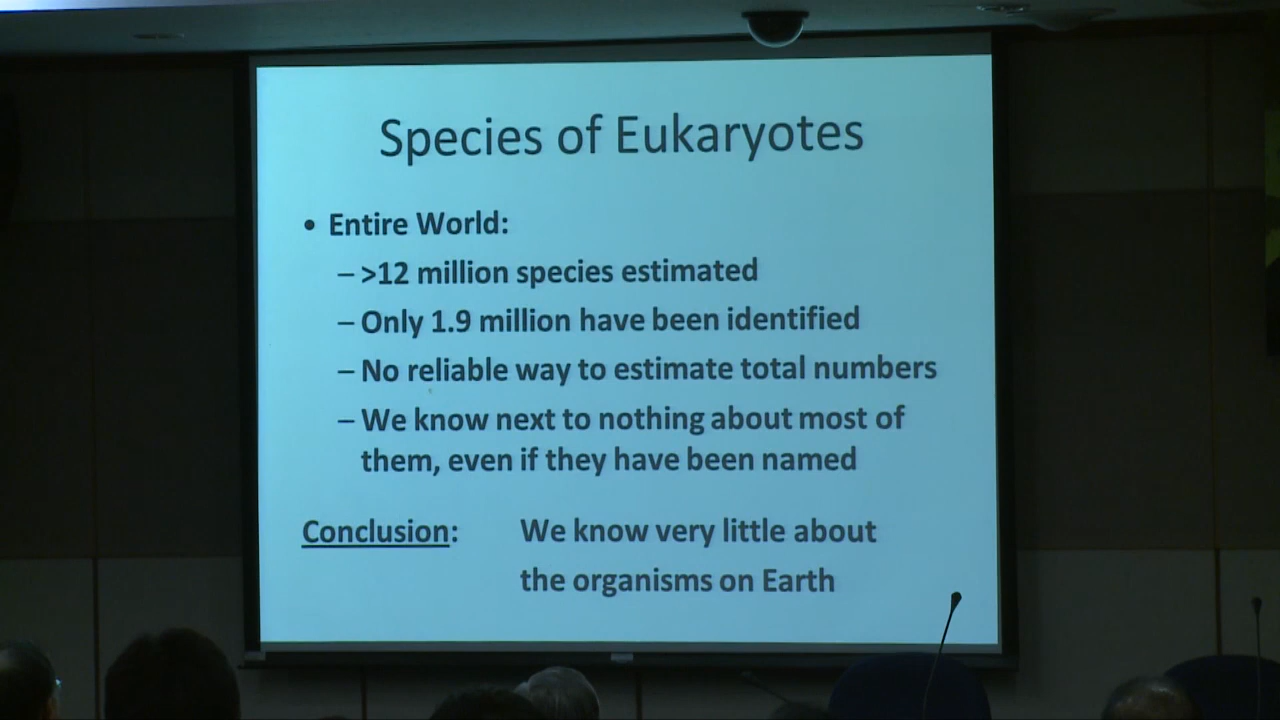 Species of Eukaryotes
• Entire World:
– >12 million species estimated
– Only 1.9 million have been identified
– No reliable way to estimate total numbers
– We know next to nothing about most of
them, even if they have been named
Conclusion: We know very little about
the organisms on Earth